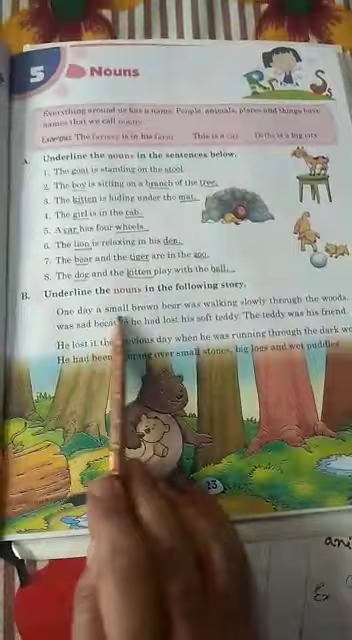 5
Nouns
Everything around us has a name. People, animals, places and things have
names that we call nouns.
Example: The farmer is in his farm This is a car Delhi is a big city
A. Underline the nouns in the sentences below.
1. The goat is standing on the stool.
2. The boy is sitting on a branch of the tree.
3. The kitten is hiding under the mat.
4. The girl is in the cab.
5. A car has four wheels.
6. The lion is relaxing in his den.
7. The bear and the tiger are in the zoo.
8. The dog and the kitten play with the ball.
B. Underline the nouns in the following story.
One day a small brown bear was walking slowly through the woods.
was sad he had lost his soft teddy. The teddy was his friend.
He lost it the day when he was running through the dark
He had been over small stones, big logs and wet puddles